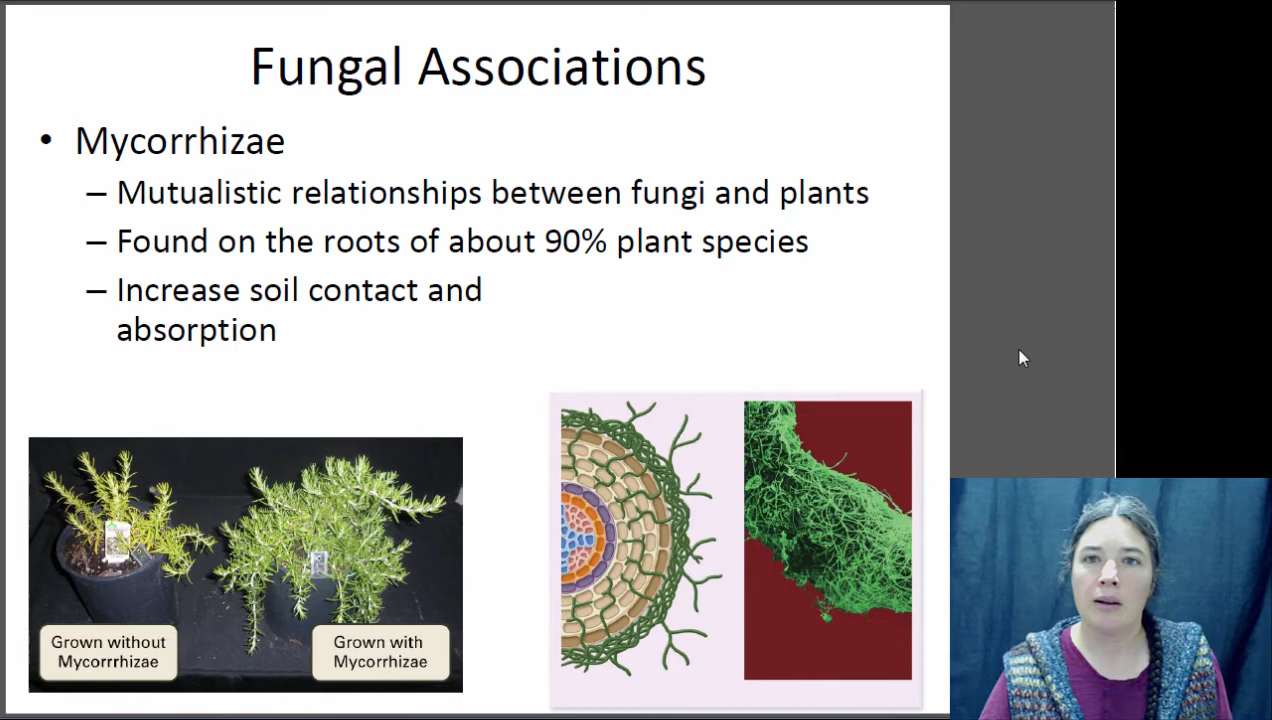 Fungal Associations
• Mycorrhizae
– Mutualistic relationships between fungi and plants
– Found on the roots of about 90% plant species
– Increase soil contact and
absorption
Grown without
Mycorrrhizae
Grown with
Mycorrhizae